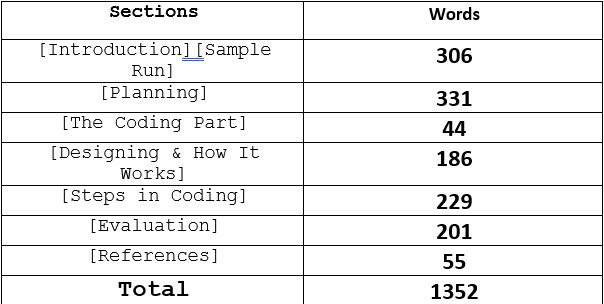 Sections Words
[Introduction][Sample
Run] 306
[Planning] 331
[The Coding Part] 44
[Designing & How It
Works] 186
[Steps in Coding] 229
[Evaluation] 201
[References] 55
Total 1352